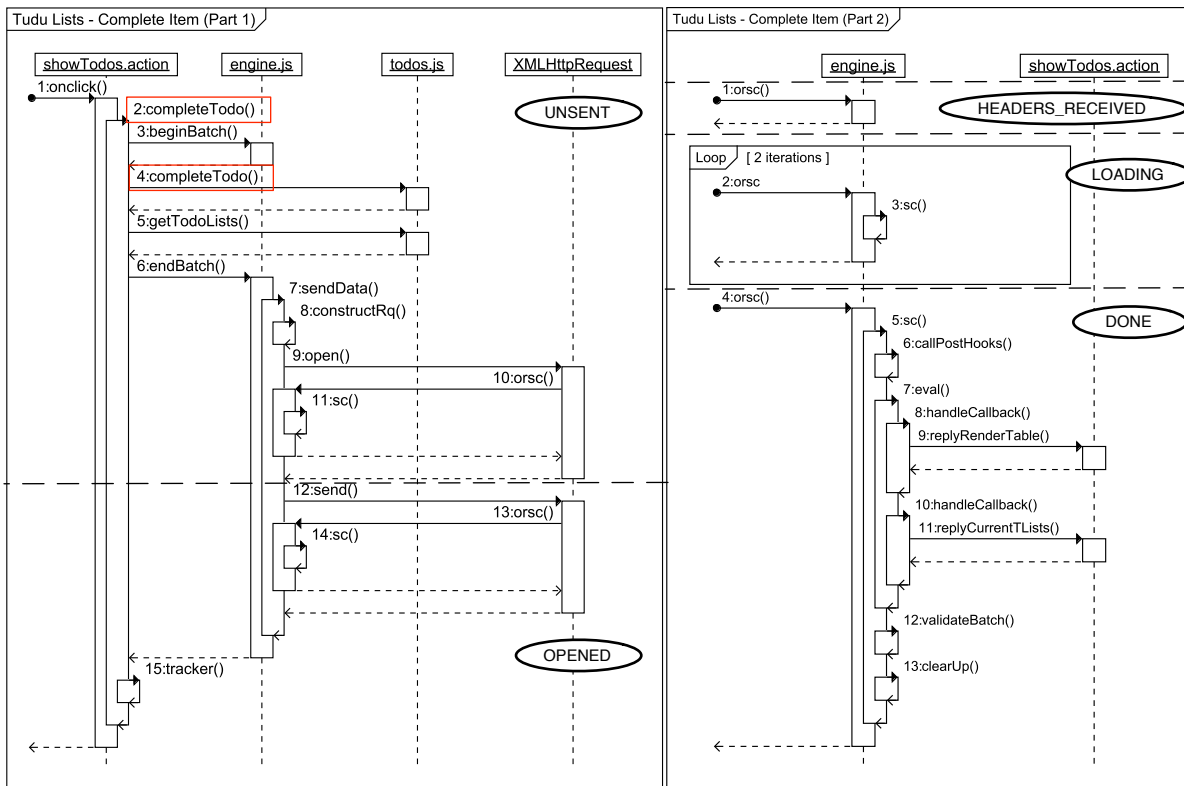 Tudu Lists - Complete Item (Part 1)
showTodos.action
engine.js
todos.js
XMLHttpRequest
1:onclick()
2:completeTodo()
UNSENT
3:beginBatch()
4:completeTodo()
5:getTodoLists()
6:endBatch()
7:sendData()
8:constructRq()
9:open()
10:orsc()
11:sc()
12:send()
13:orsc()
14:sc()
OPENED
15:tracker()
Tudu Lists - Complete Item (Part 2)
engine.js
showTodos.action
1:orsc()
HEADERS_RECEIVED
Loop [ 2 iterations ]
LOADING
2:orsc
3:sc()
4:orsc()
DONE
5:sc()
6:callPostHooks()
7:eval()
8:handleCallback()
9:replyRenderTable()
10:handleCallback()
11:replyCurrentTLists()
12:validateBatch()
13:clearUp()